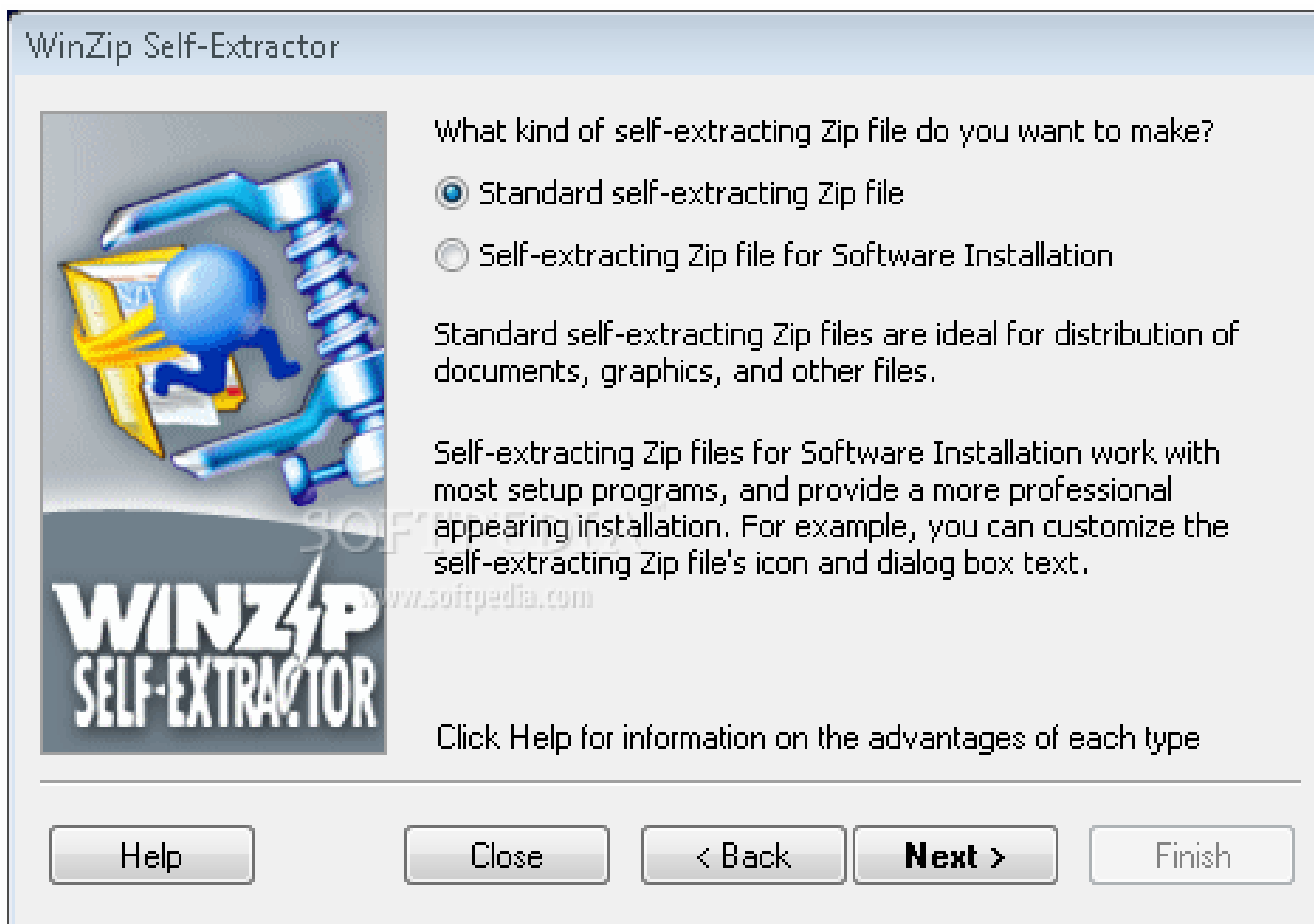 WinZip Self-Extractor
What kind of self-extracting Zip file do you want to make?
Standard self-extracting Zip file
Self-extracting Zip file for Software Installation
Standard self-extracting Zip files are ideal for distribution of
documents, graphics, and other files.
Self-extracting Zip files for Software Installation work with
most setup programs, and provide a more professional
appearing installation. For example, you can customize the
self-extracting Zip file's icon and dialog box text.
SOFTPEDIA
www.softpedia.com
WINZIP
SELF-EXTRACTOR
Click Help for information on the advantages of each type
Help
Close
< Back
Next >
Finish